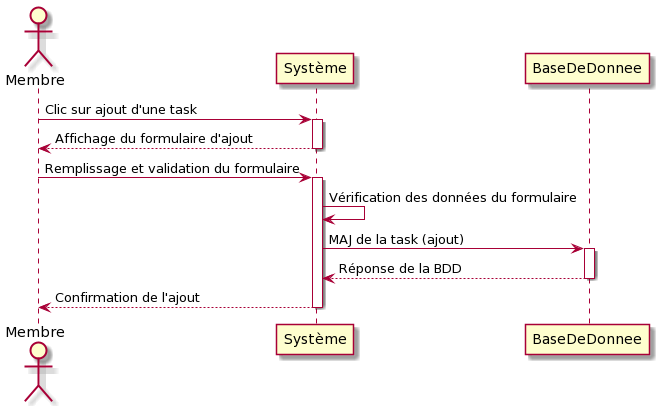 Membre
Système
BaseDeDonnee
Clic sur ajout d'une task
Affichage du formulaire d'ajout
Remplissage et validation du formulaire
Vérification des données du formulaire
MAJ de la task (ajout)
Réponse de la BDD
Confirmation de l'ajout
Membre
Système
BaseDeDonnee